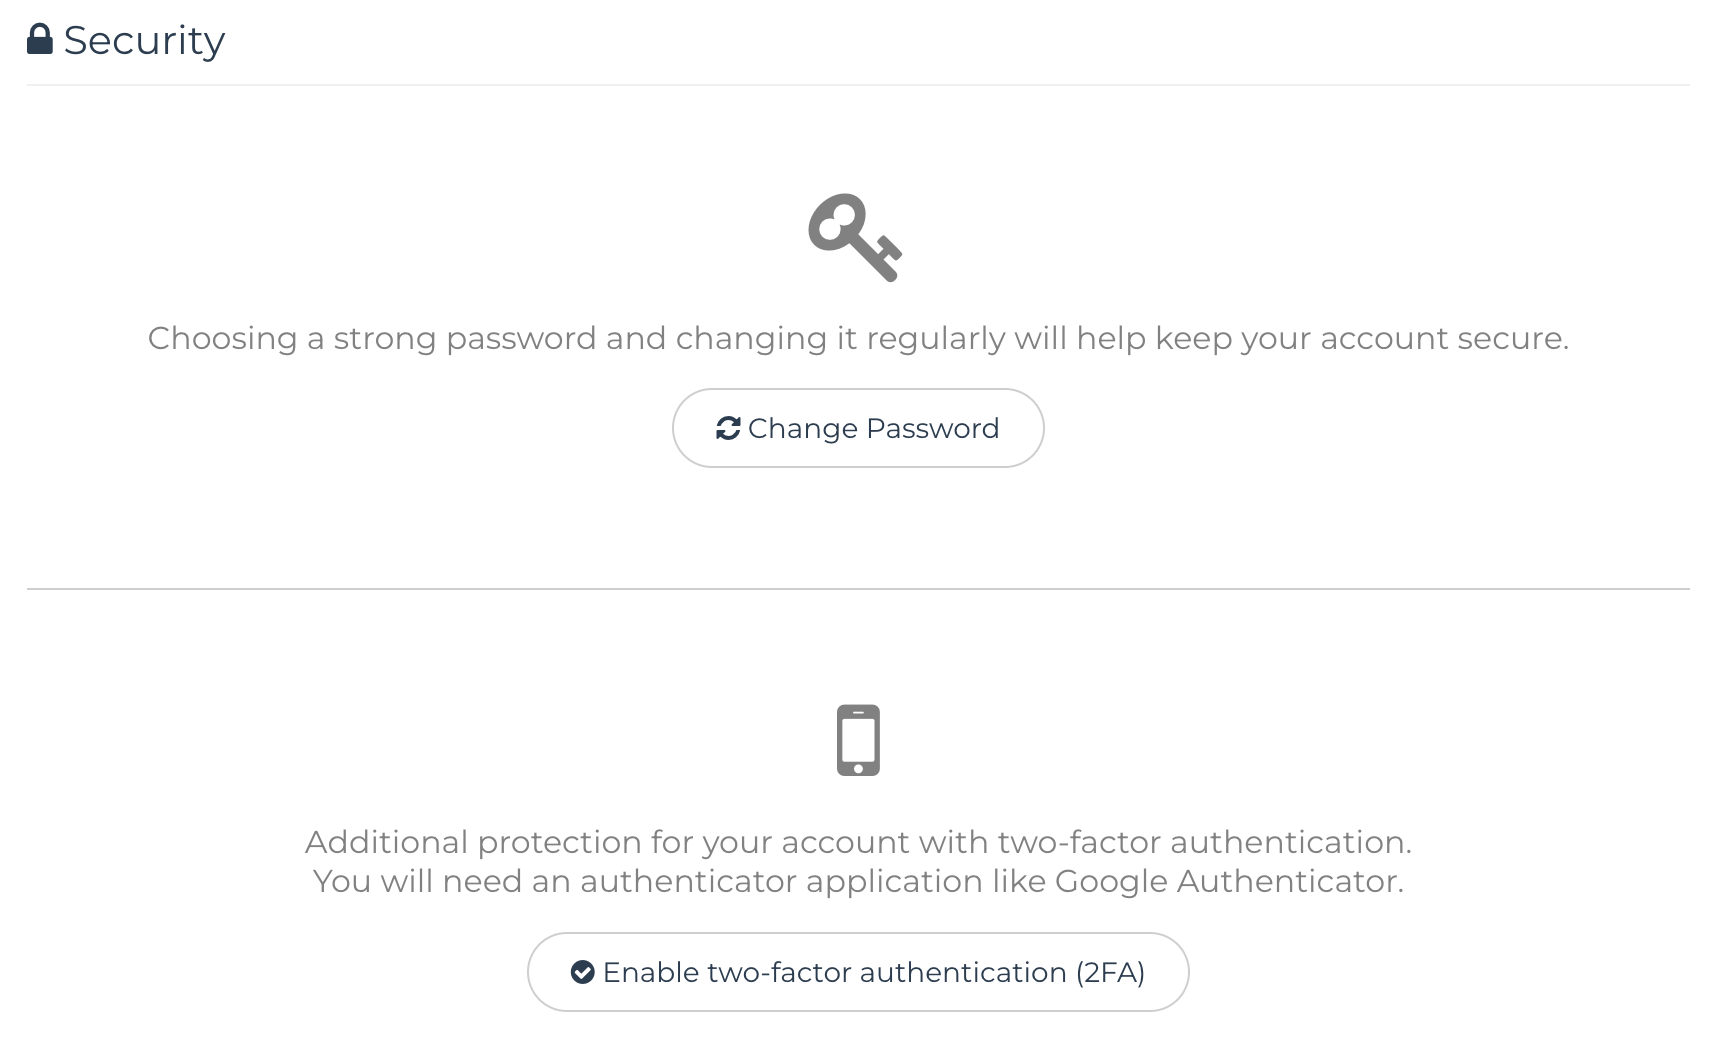 Security
Choosing a strong password and changing it regularly will help keep your account secure.
Change Password
Additional protection for your account with two-factor authentication.
You will need an authenticator application like Google Authenticator.
Enable two-factor authentication (2FA)